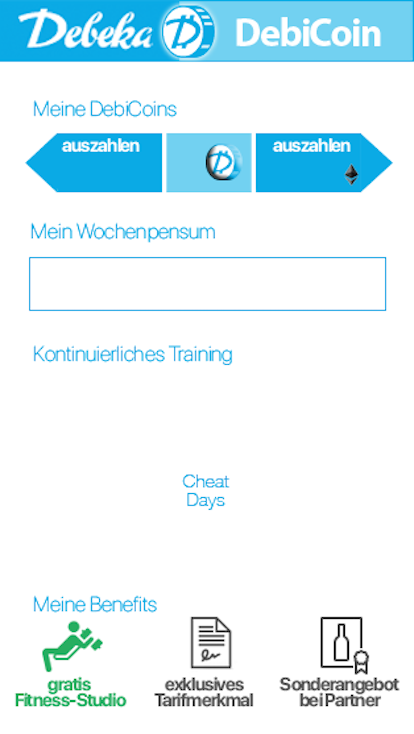 Debeka DebiCoin
Meine DebiCoins
auszahlen auszahlen
Mein Wochenpensum
Kontinuierliches Training
Cheat
Days
Meine Benefits
gratis exklusives Sonderangebot
Fitness-Studio Tarifmerkmal bei Partner